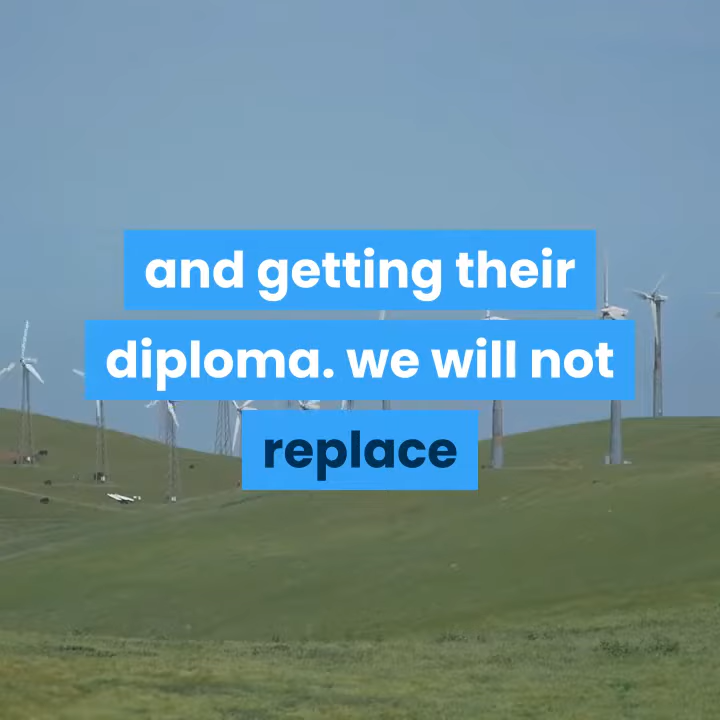 and getting their
diploma. we will not
replace